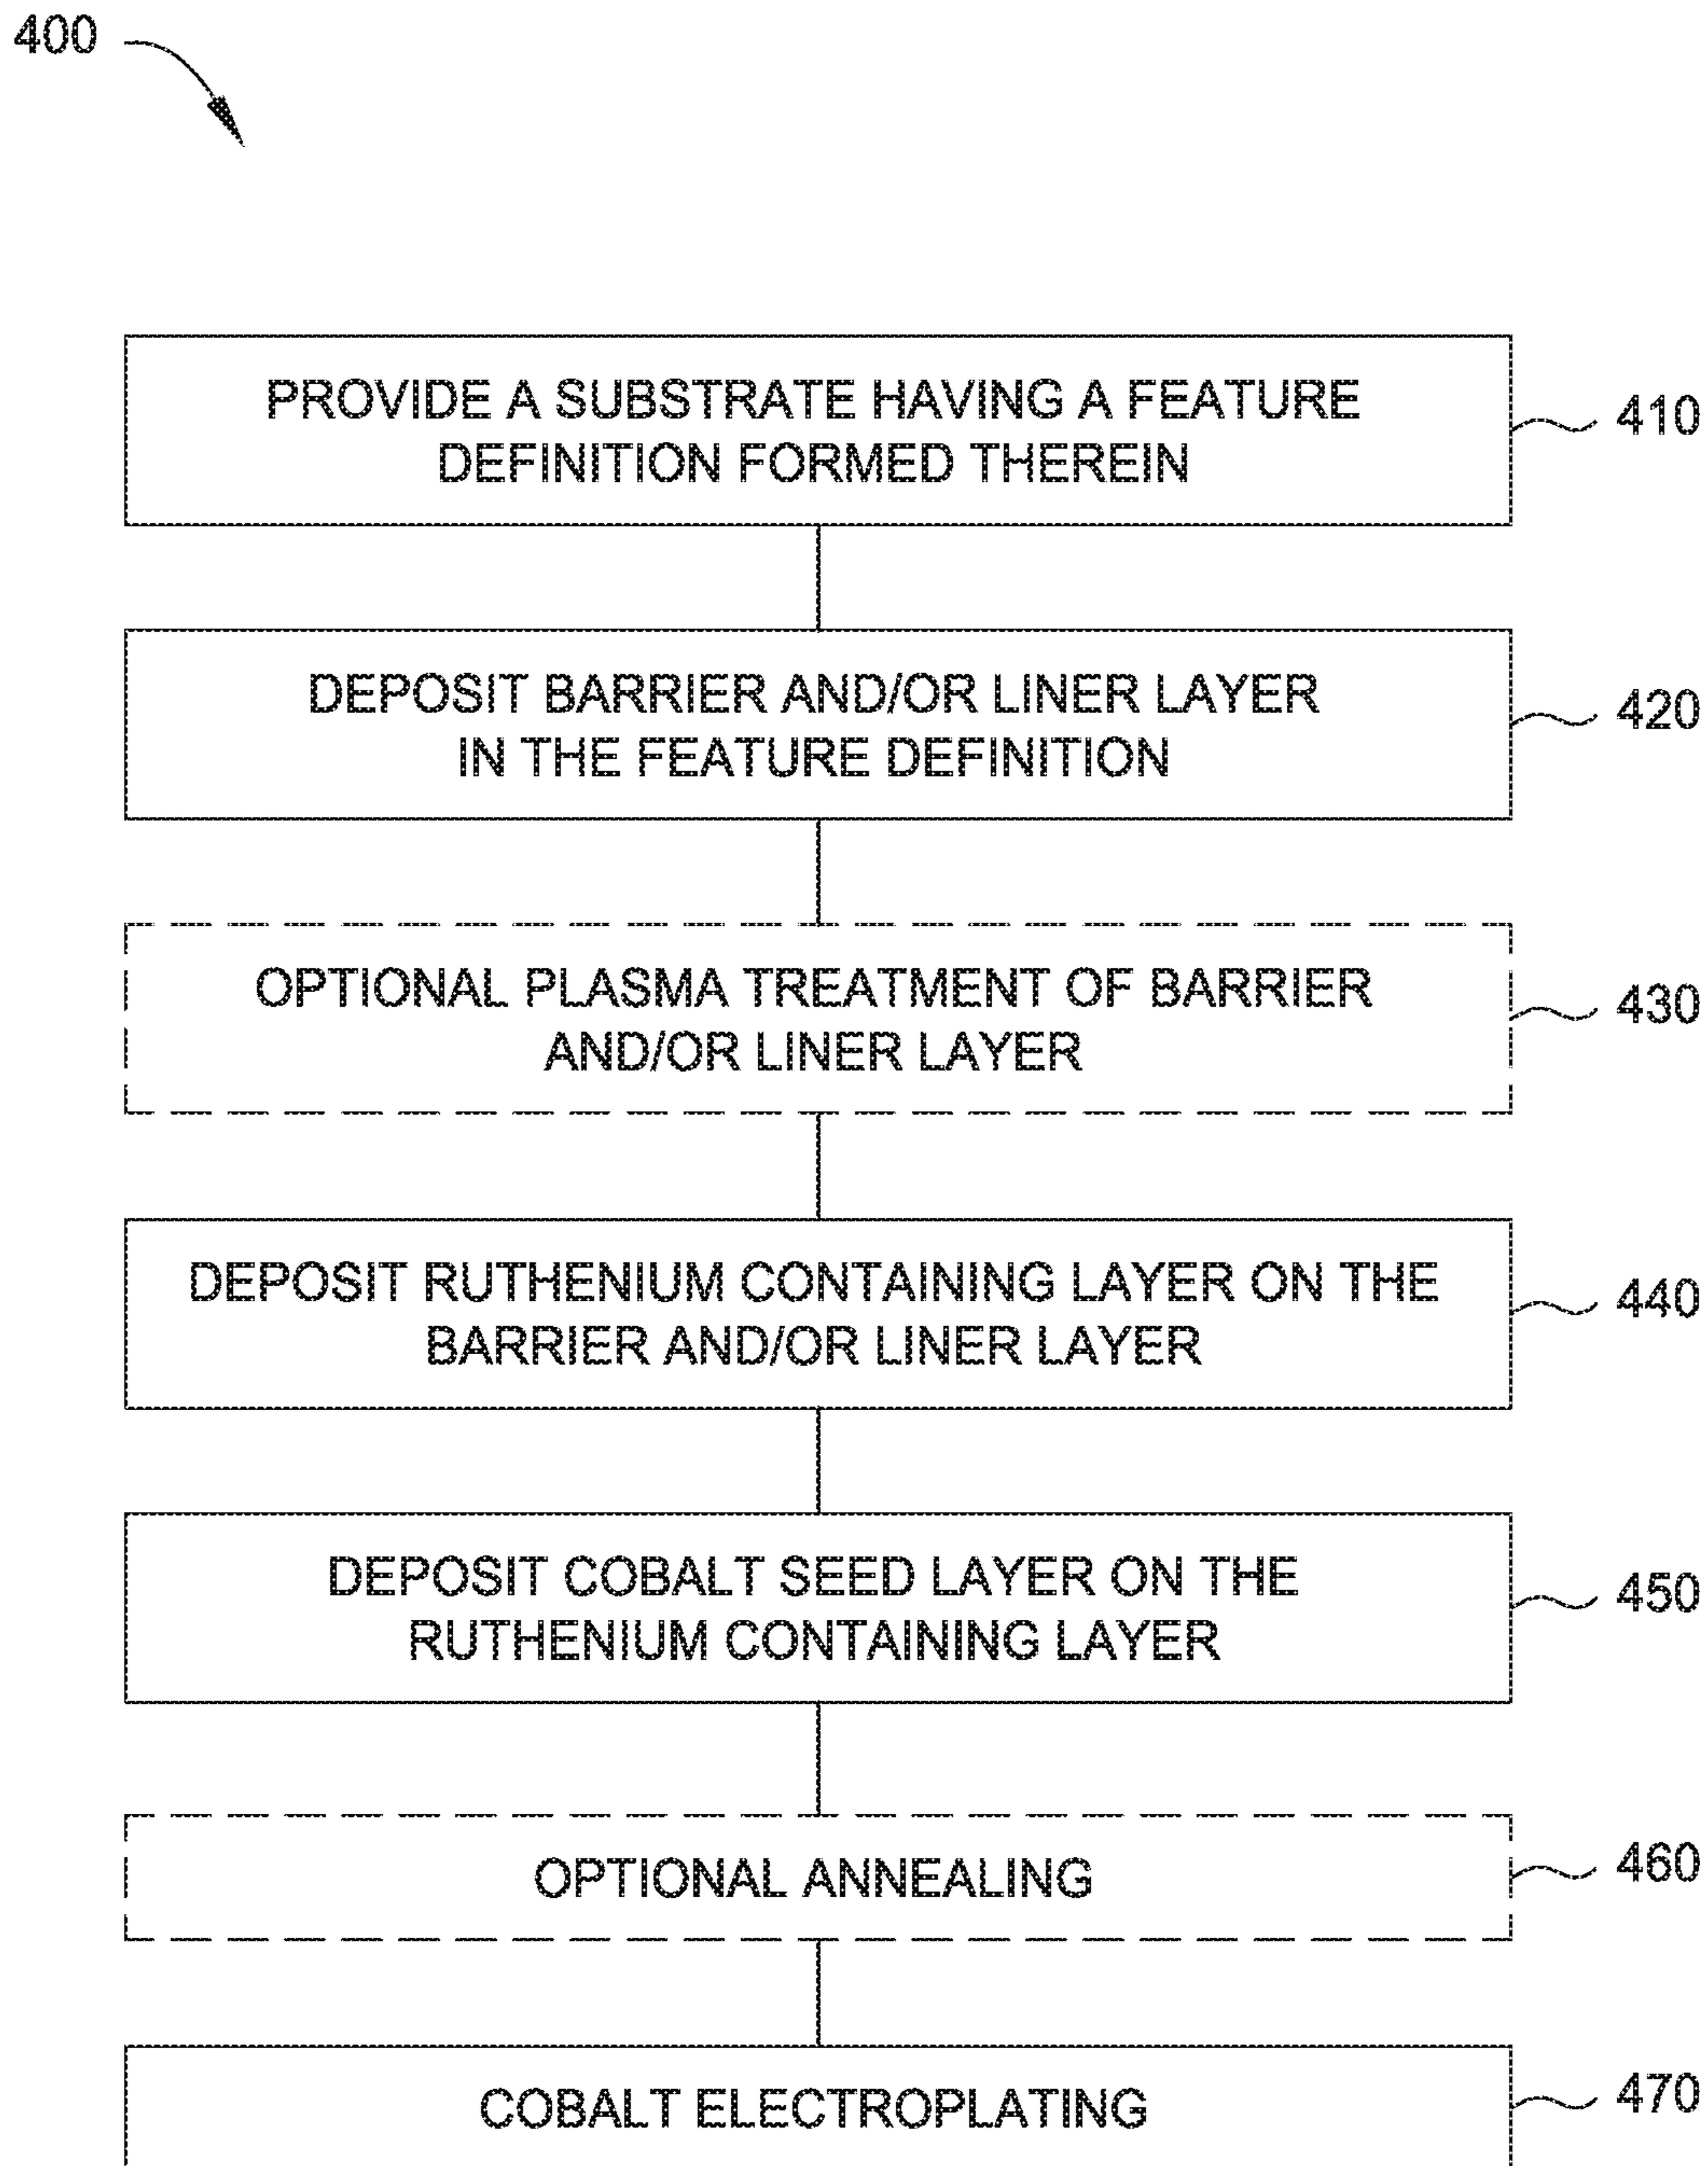 400
PROVIDE A SUBSTRATE HAVING A FEATURE
DEFINITION FORMED THEREIN
410
DEPOSIT BARRIER AND/OR LINER LAYER
IN THE FEATURE DEFINITION
420
OPTIONAL PLASMA TREATMENT OF BARRIER
AND/OR LINER LAYER
430
DEPOSIT RUTHENIUM CONTAINING LAYER ON THE
BARRIER AND/OR LINER LAYER
440
DEPOSIT COBALT SEED LAYER ON THE
RUTHENIUM CONTAINING LAYER
450
OPTIONAL ANNEALING
460
COBALT ELECTROPLATING
470